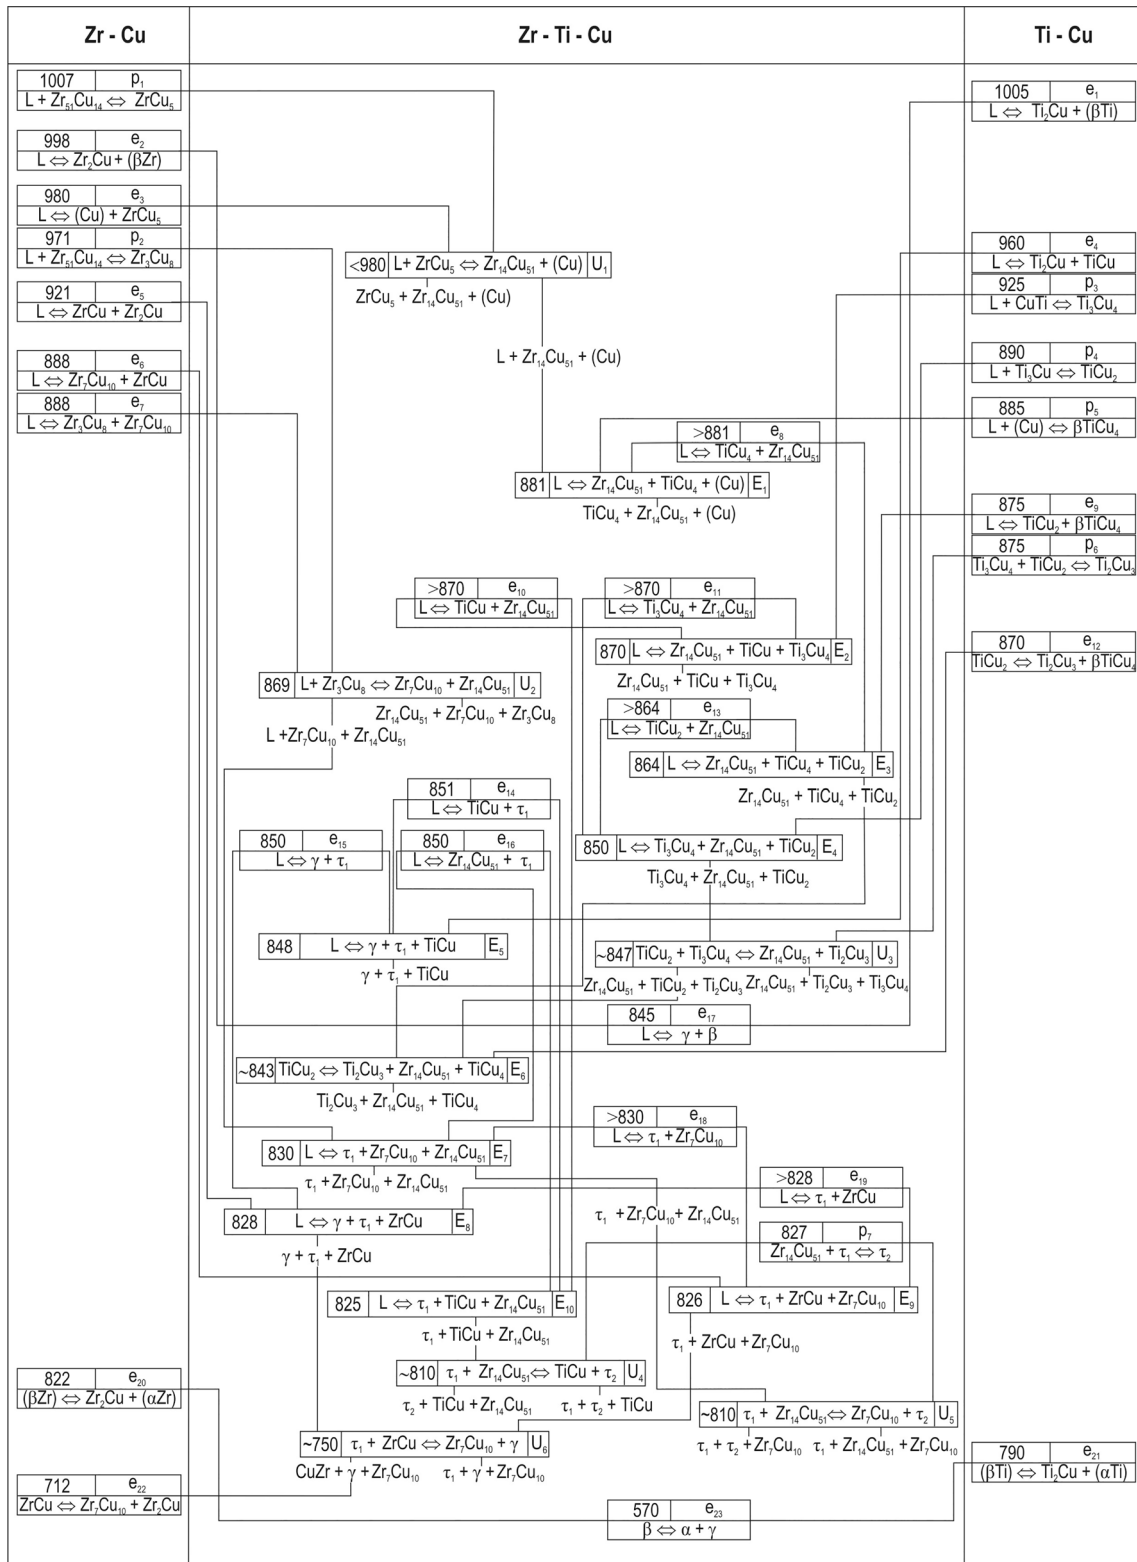 Zr - Cu
Zr - Ti - Cu
Ti - Cu
1007 p₁
L + Zr₅₁Cu₁₄ ⇔ ZrCu₅
998 e₂
L ⇔ Zr₂Cu + (βZr)
980 e₃
L ⇔ (Cu) + ZrCu₅
971 p₂
L + Zr₅₁Cu₁₄ ⇔ Zr₃Cu₈
921 e₅
L ⇔ ZrCu + Zr₂Cu
888 e₆
L ⇔ Zr₇Cu₁₀ + ZrCu
888 e₇
L ⇔ Zr₃Cu₈ + Zr₇Cu₁₀
822 e₂₀
(βZr) ⇔ Zr₂Cu + (αZr)
712 e₂₂
ZrCu ⇔ Zr₇Cu₁₀ + Zr₂Cu
<980 L + ZrCu₅ ⇔ Zr₁₄Cu₅₁ + (Cu) U₁
ZrCu₅ + Zr₁₄Cu₅₁ + (Cu)
L + Zr₁₄Cu₅₁ + (Cu)
>881 e₈
L ⇔ TiCu₄ + Zr₁₄Cu₅₁
881 L ⇔ Zr₁₄Cu₅₁ + TiCu₄ + (Cu) E₁
TiCu₄ + Zr₁₄Cu₅₁ + (Cu)
>870 e₁₀
L ⇔ TiCu + Zr₁₄Cu₅₁
>870 e₁₁
L ⇔ Ti₃Cu₄ + Zr₁₄Cu₅₁
870 L ⇔ Zr₁₄Cu₅₁ + TiCu + Ti₃Cu₄ E₂
Zr₁₄Cu₅₁ + TiCu + Ti₃Cu₄
869 L+ Zr₃Cu₈ ⇔ Zr₇Cu₁₀ + Zr₁₄Cu₅₁ U₂
Zr₁₄Cu₅₁ + Zr₇Cu₁₀ + Zr₃Cu₈
L +Zr₇Cu₁₀ + Zr₁₄Cu₅₁
>864 e₁₃
L ⇔ TiCu₂ + Zr₁₄Cu₅₁
864 L ⇔ Zr₁₄Cu₅₁ + TiCu₄ + TiCu₂ E₃
Zr₁₄Cu₅₁ + TiCu₄ + TiCu₂
851 e₁₄
L ⇔ TiCu + τ₁
850 e₁₅
L ⇔ γ + τ₁
850 e₁₆
L ⇔ Zr₁₄Cu₅₁ + τ₁
850 L ⇔ Ti₃Cu₄ + Zr₁₄Cu₅₁ + TiCu₂ E₄
Ti₃Cu₄ + Zr₁₄Cu₅₁ + TiCu₂
848 L ⇔ γ + τ₁ + TiCu E₅
γ + τ₁ + TiCu
~847 TiCu₂ + Ti₃Cu₄ ⇔ Zr₁₄Cu₅₁ + Ti₂Cu₃ U₃
Zr₁₄Cu₅₁ + TiCu₂ + Ti₂Cu₃ Zr₁₄Cu₅₁ + Ti₂Cu₃ + Ti₃Cu₄
845 e₁₇
L ⇔ γ + β
~843 TiCu₂ ⇔ Ti₂Cu₃ + Zr₁₄Cu₅₁ + TiCu₄ E₆
Ti₂Cu₃ + Zr₁₄Cu₅₁ + TiCu₄
>830 e₁₈
L ⇔ τ₁ + Zr₇Cu₁₀
830 L ⇔ τ₁ + Zr₇Cu₁₀ + Zr₁₄Cu₅₁ E₇
τ₁ + Zr₇Cu₁₀ + Zr₁₄Cu₅₁
>828 e₁₉
L ⇔ τ₁ + ZrCu
828 L ⇔ γ + τ₁ + ZrCu E₈
τ₁ + Zr₇Cu₁₀ + Zr₁₄Cu₅₁
γ + τ₁ + ZrCu
827 p₇
Zr₁₄Cu₅₁ + τ₁ ⇔ τ₂
825 L ⇔ τ₁ + TiCu + Zr₁₄Cu₅₁ E₁₀
826 L ⇔ τ₁ + ZrCu + Zr₇Cu₁₀ E₉
τ₁ + TiCu + Zr₁₄Cu₅₁
τ₁ + ZrCu + Zr₇Cu₁₀
~810 τ₁ + Zr₁₄Cu₅₁ ⇔ TiCu + τ₂ U₄
τ₂ + TiCu + Zr₁₄Cu₅₁ τ₁ + τ₂ + TiCu
~810 τ₁ + Zr₁₄Cu₅₁ ⇔ Zr₇Cu₁₀ + τ₂ U₅
τ₁ + τ₂ + Zr₇Cu₁₀ τ₁ + Zr₁₄Cu₅₁ + Zr₇Cu₁₀
~750 τ₁ + ZrCu ⇔ Zr₇Cu₁₀ + γ U₆
CuZr + γ + Zr₇Cu₁₀ τ₁ + γ + Zr₇Cu₁₀
570 e₂₃
β ⇔ α + γ
1005 e₁
L ⇔ Ti₂Cu + (βTi)
960 e₄
L ⇔ Ti₂Cu + TiCu
925 p₃
L + CuTi ⇔ Ti₃Cu₄
890 p₄
L + Ti₃Cu ⇔ TiCu₂
885 p₅
L + (Cu) ⇔ βTiCu₄
875 e₉
L ⇔ TiCu₂ + βTiCu₄
875 p₆
Ti₃Cu₄ + TiCu₂ ⇔ Ti₂Cu₃
870 e₁₂
TiCu₂ ⇔ Ti₂Cu₃ + βTiCu₄
790 e₂₁
(βTi) ⇔ Ti₂Cu + (αTi)